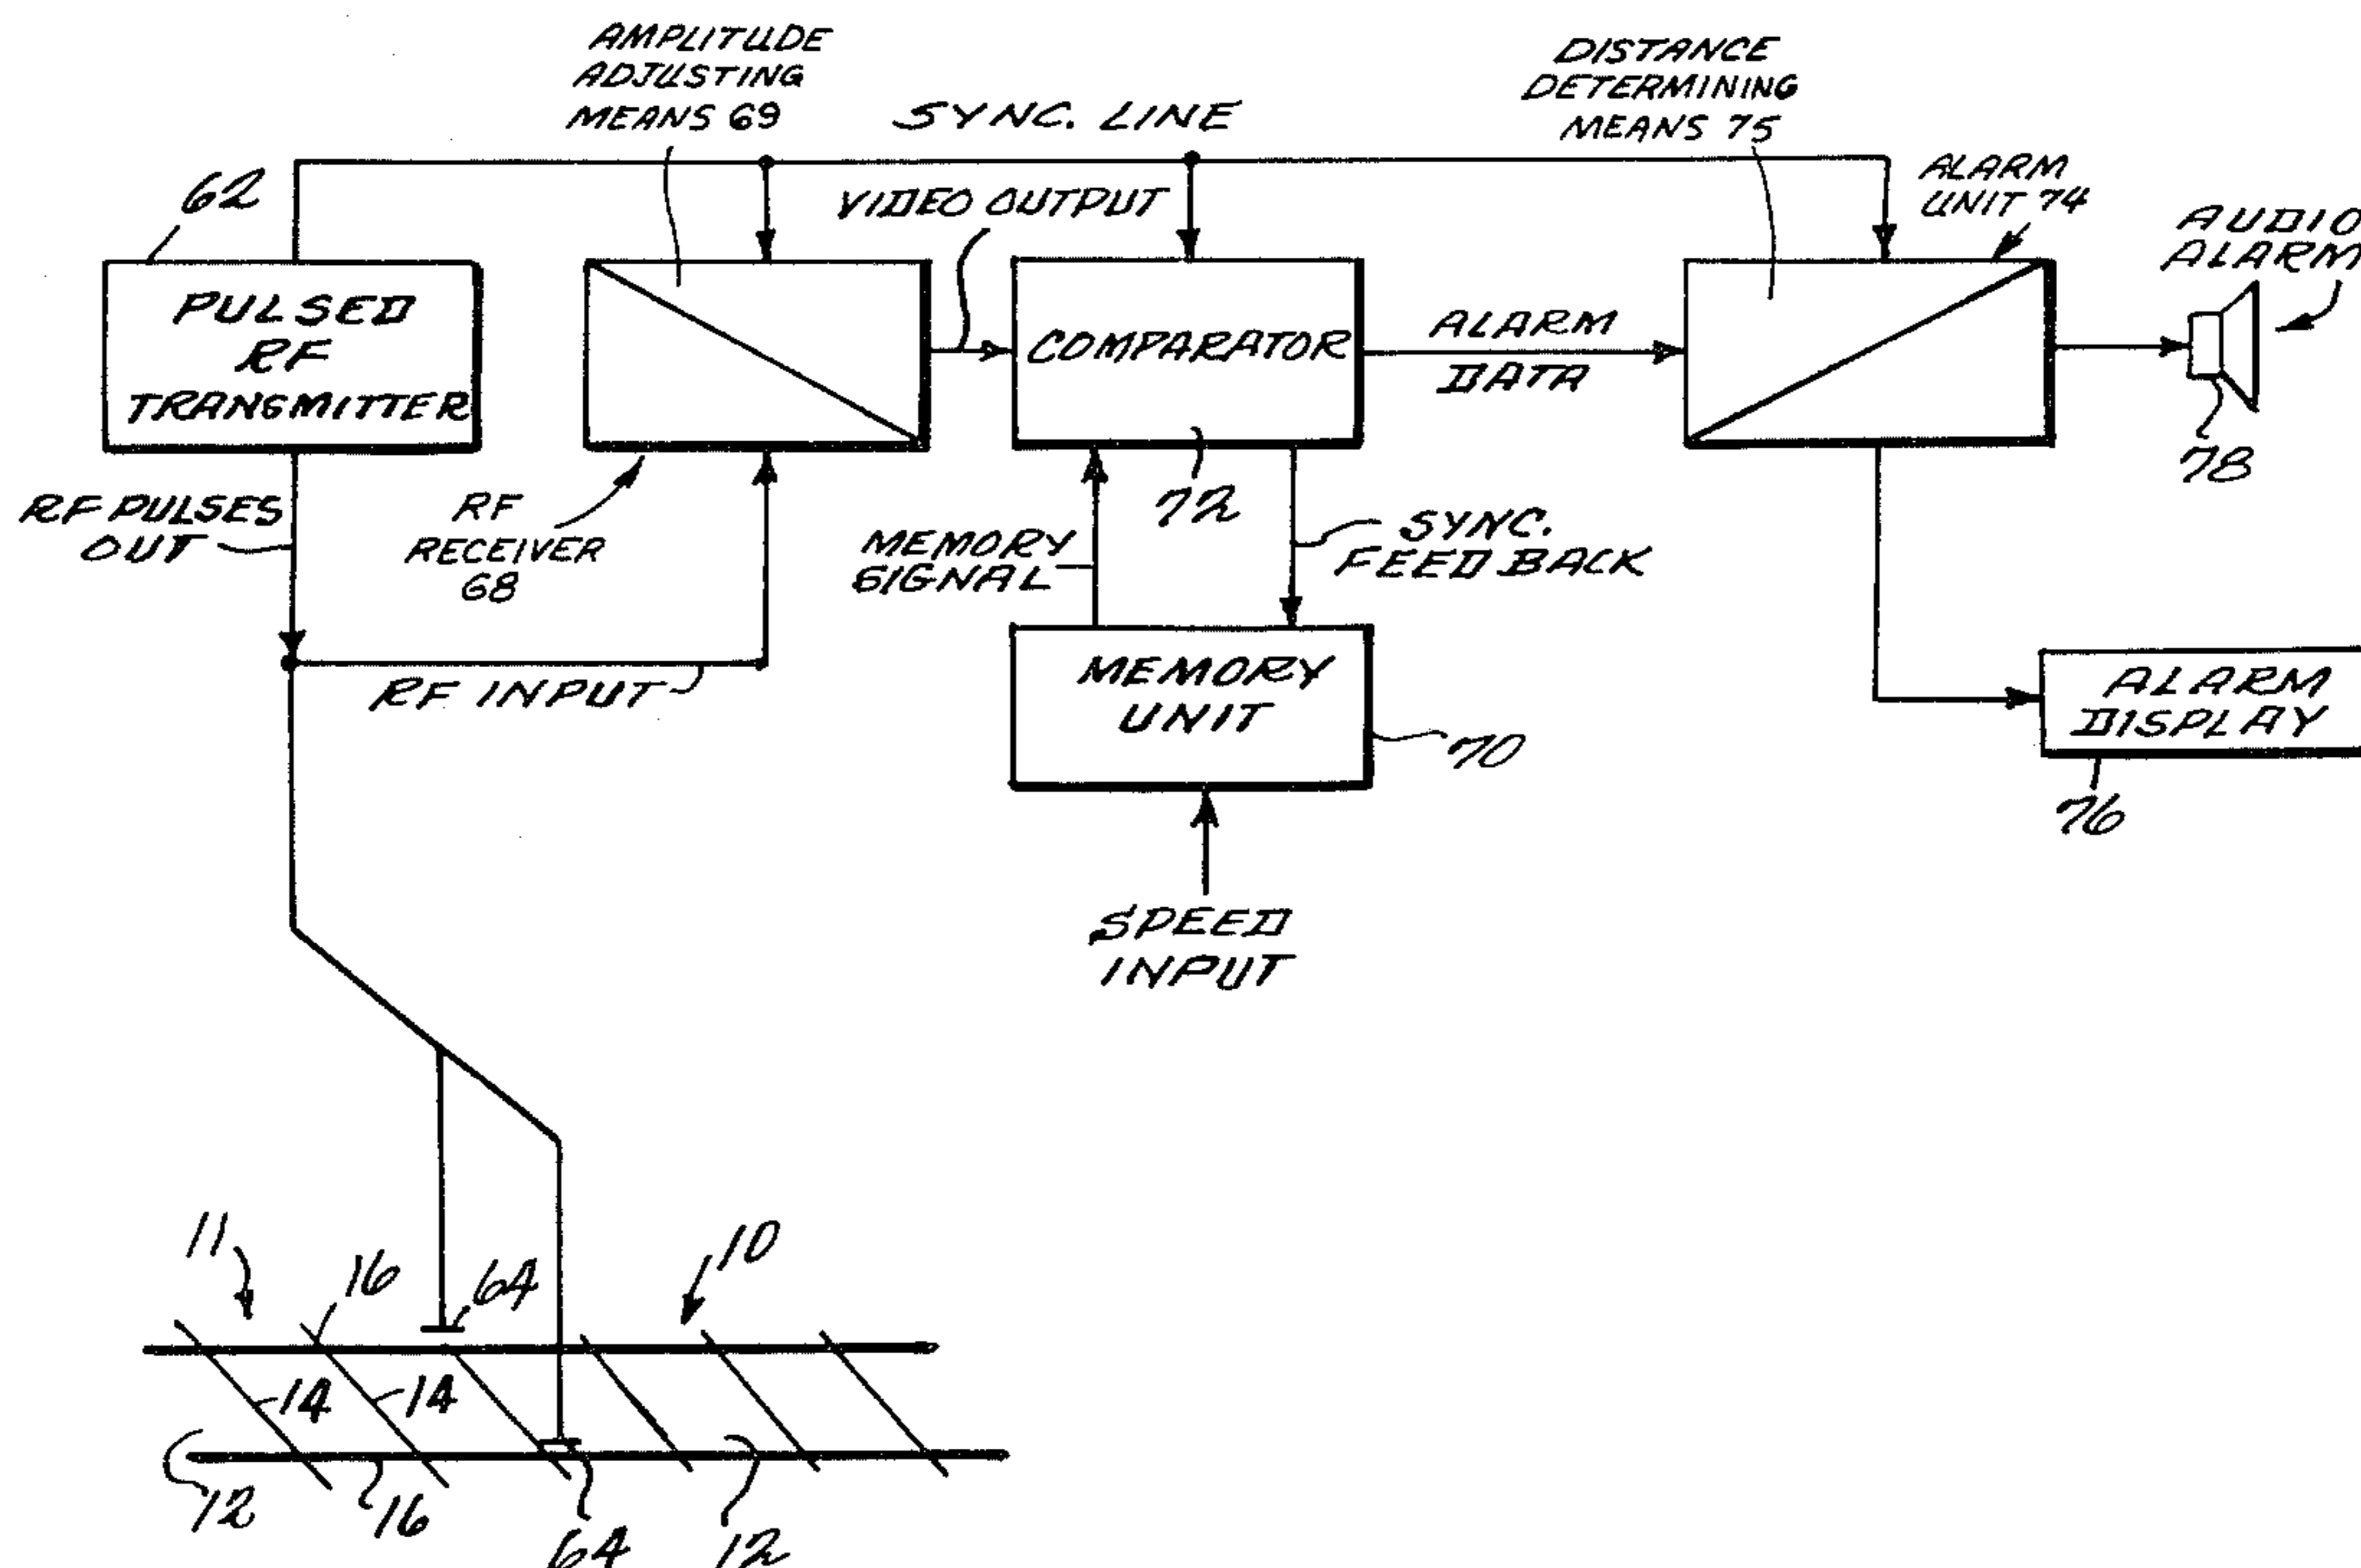 AMPLITUDE
ADJUSTING
MEANS 69
SYNC. LINE
DISTANCE
DETERMINING
MEANS 75
ALARM
UNIT 74
AUDIO
ALARM
62
VIDEO OUTPUT
PULSED
RF
TRANSMITTER
COMPARATOR
ALARM
DATA
78
RF PULSES
OUT
RF
RECEIVER
68
72
MEMORY
SIGNAL
SYNC.
FEED BACK
RF INPUT
MEMORY
UNIT
70
ALARM
DISPLAY
76
SPEED
INPUT
11
16
64
10
14
14
12
16
64
12